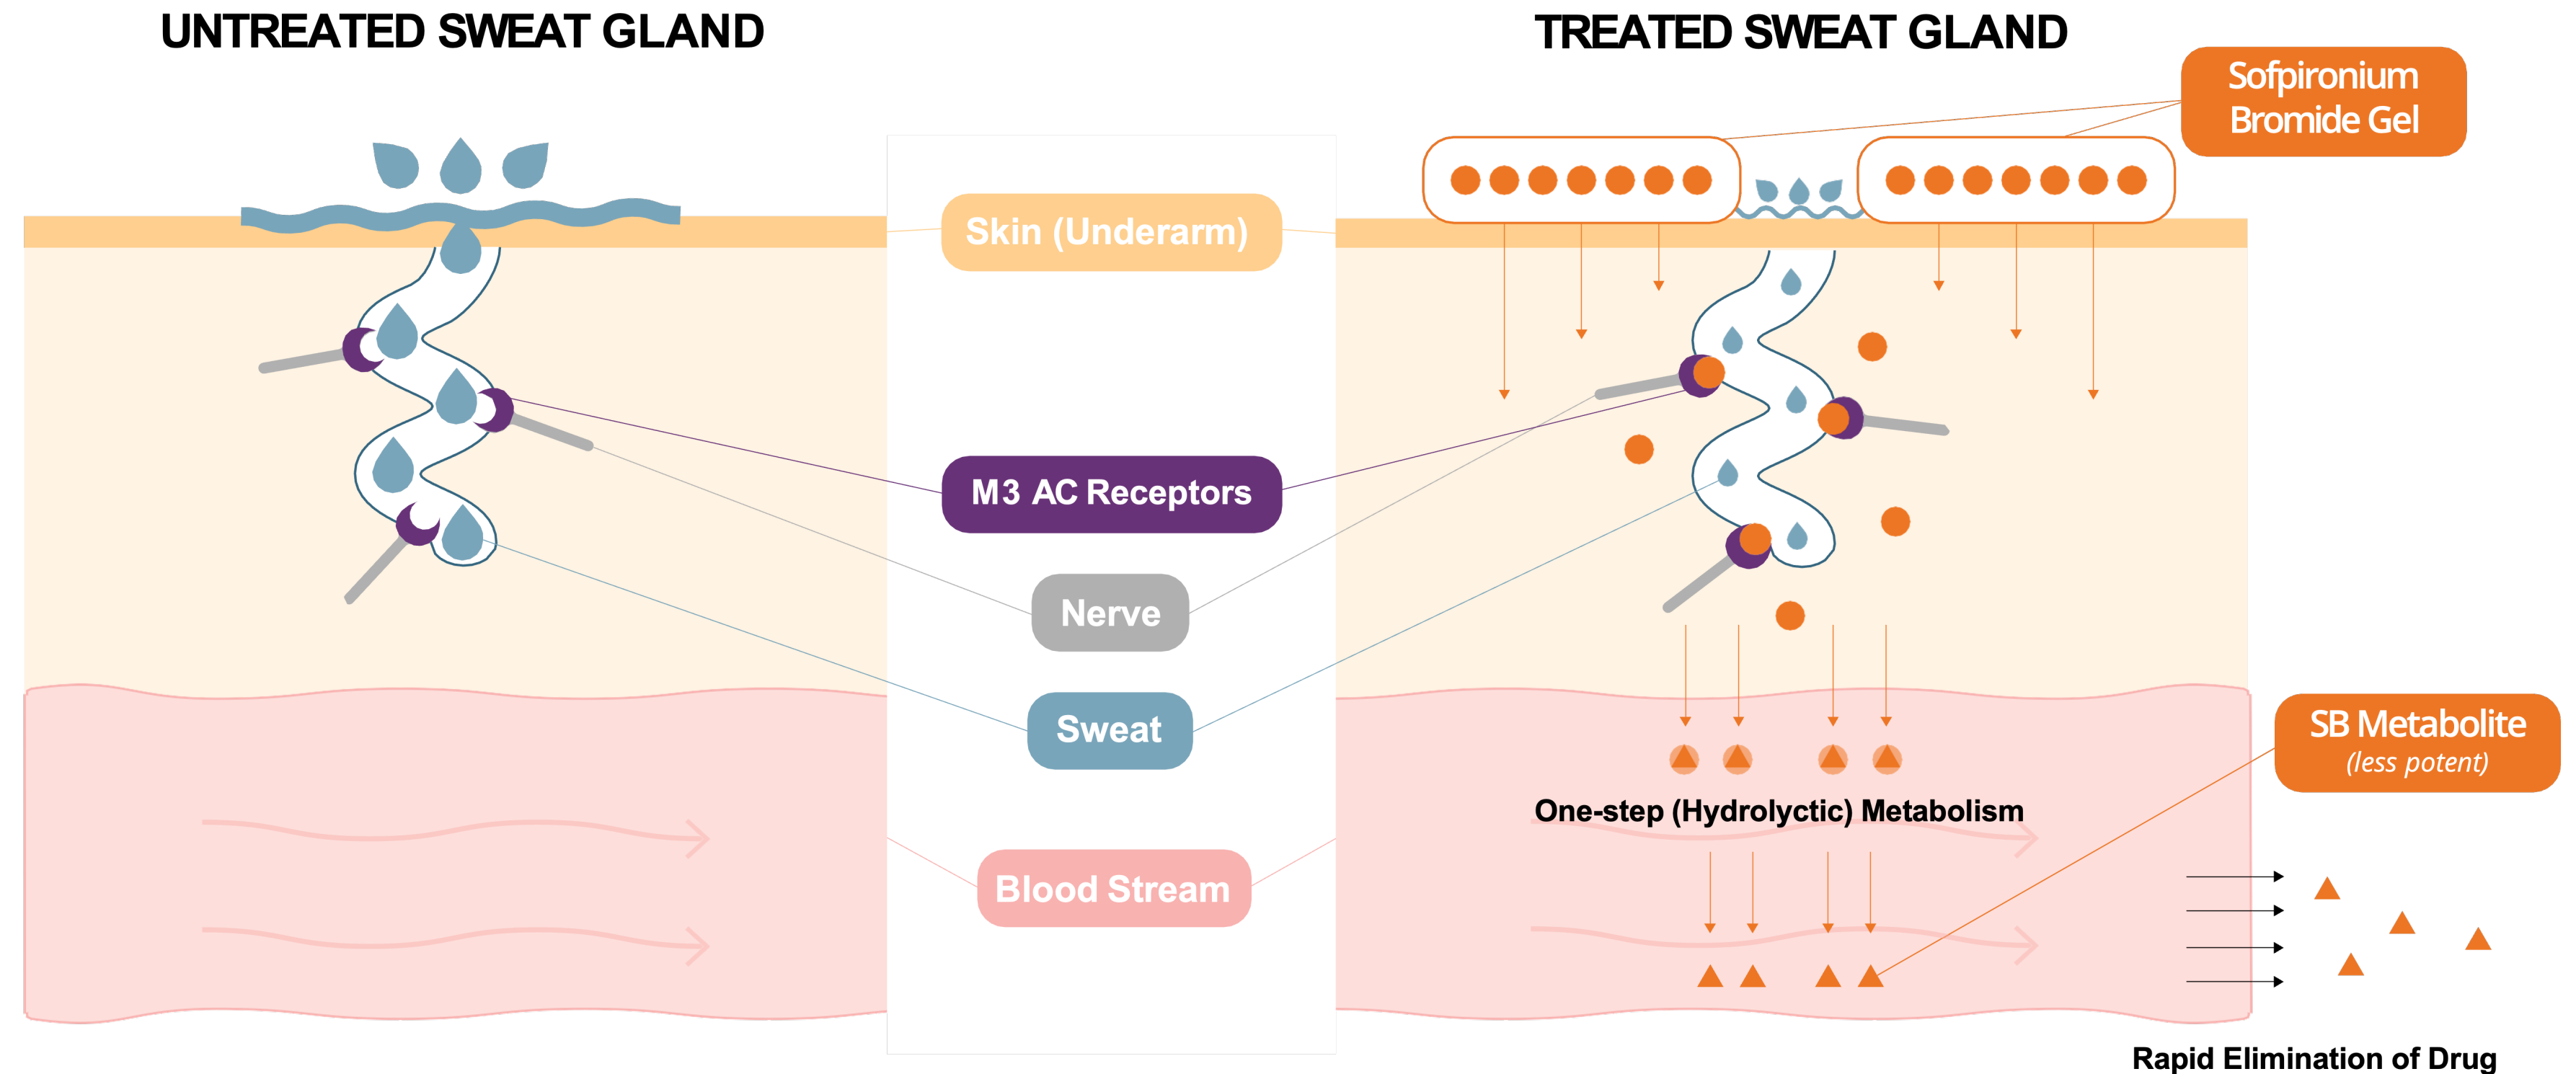 UNTREATED SWEAT GLAND
TREATED SWEAT GLAND
Sofpironium
Bromide Gel
Skin (Underarm)
M3 AC Receptors
Nerve
Sweat
SB Metabolite
(less potent)
One-step (Hydrolyctic) Metabolism
Blood Stream
Rapid Elimination of Drug